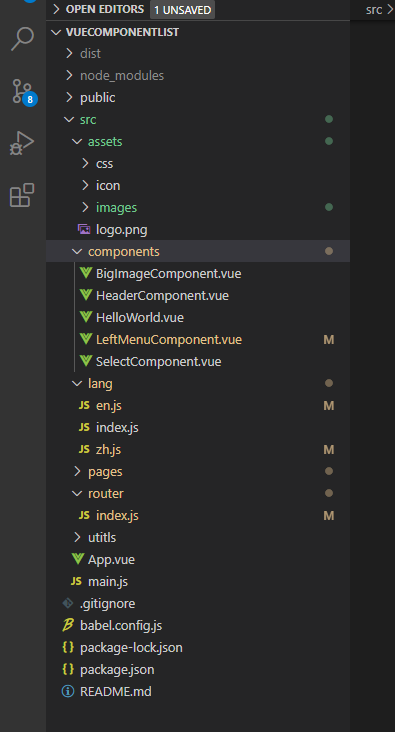 OPEN EDITORS 1 UNSAVED
src
VUECOMPONENTLIST
dist
node_modules
8
public
src
assets
css
icon
images
logo.png
components
BigImageComponent.vue
HeaderComponent.vue
HelloWorld.vue
LeftMenuComponent.vue M
SelectComponent.vue
lang
JS en.js M
JS index.js
JS zh.js M
pages
router
JS index.js M
utitls
App.vue
JS main.js
.gitignore
babel.config.js
{} package-lock.json
{} package.json
README.md